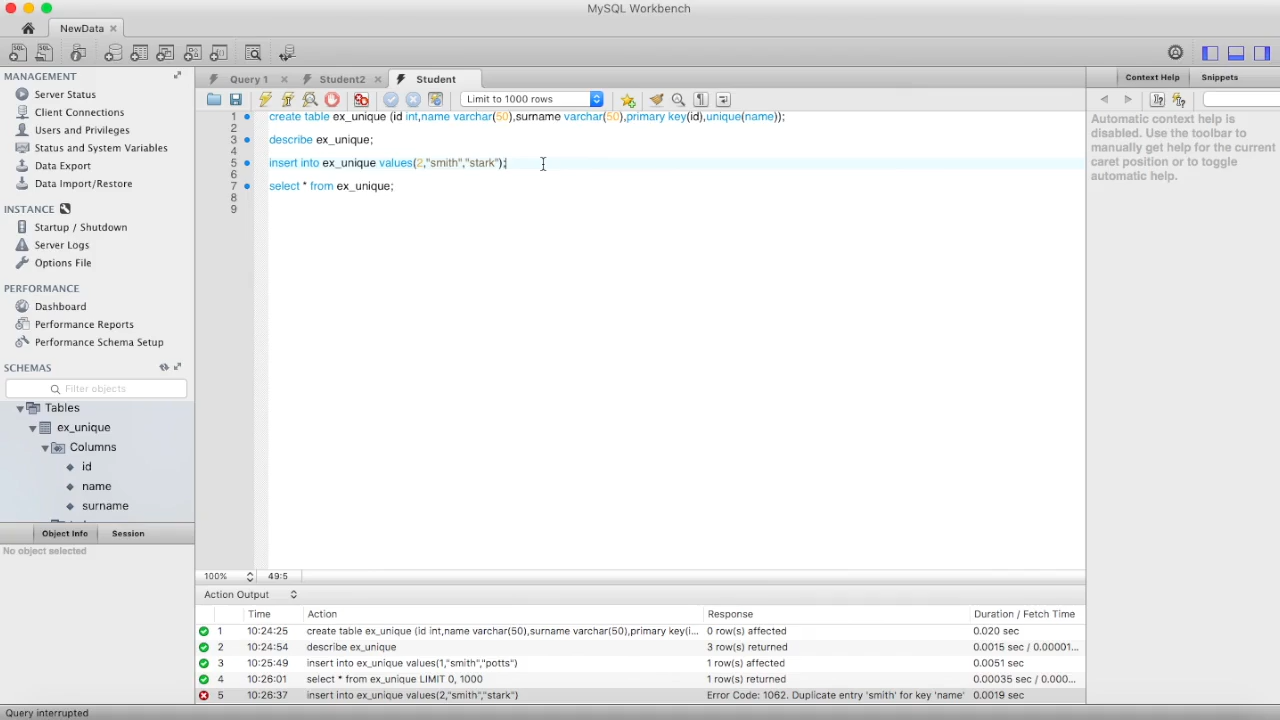 MySQL Workbench
NewData
MANAGEMENT
Server Status
Client Connections
Users and Privileges
Status and System Variables
Data Export
Data Import/Restore
INSTANCE
Startup / Shutdown
Server Logs
Options File
PERFORMANCE
Dashboard
Performance Reports
Performance Schema Setup
SCHEMAS
Filter objects
Tables
ex_unique
Columns
id
name
surname
Object Info Session
No object selected
Query 1 Student2 Student
Limit to 1000 rows
1 create table ex_unique (id int,name varchar(50),surname varchar(50),primary key(id),unique(name));
2
3 describe ex_unique;
4
5 insert into ex_unique values(2,"smith","stark");
6
7 select * from ex_unique;
8
9
100% 49:5
Action Output
Time Action Response Duration / Fetch Time
1 10:24:25 create table ex_unique (id int,name varchar(50),surname varchar(50),primary key(i... 0 row(s) affected 0.020 sec
2 10:24:54 describe ex_unique 3 row(s) returned 0.0015 sec / 0.00001...
3 10:25:49 insert into ex_unique values(1,"smith","potts") 1 row(s) affected 0.0051 sec
4 10:26:01 select * from ex_unique LIMIT 0, 1000 1 row(s) returned 0.00035 sec / 0.000...
5 10:26:37 insert into ex_unique values(2,"smith","stark") Error Code: 1062. Duplicate entry 'smith' for key 'name' 0.0019 sec
Context Help Snippets
Automatic context help is
disabled. Use the toolbar to
manually get help for the current
caret position or to toggle
automatic help.
Query interrupted